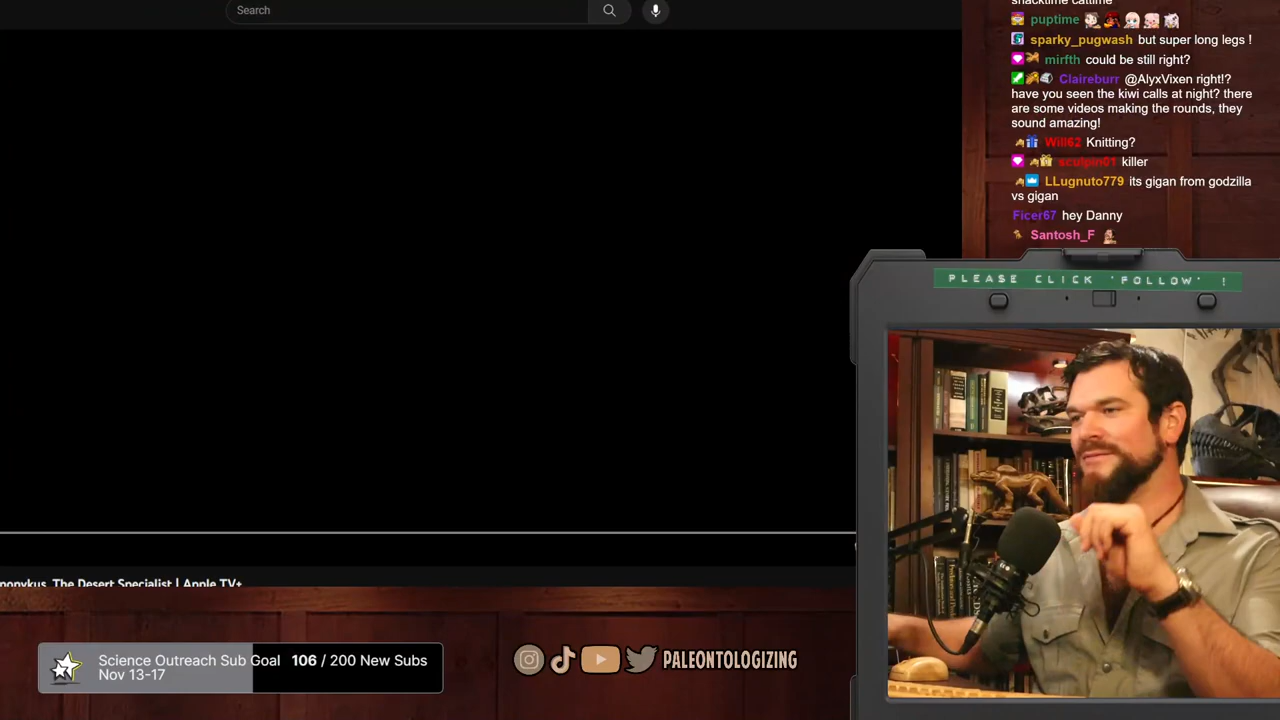 Search
snacktime cattime
puptime
sparky_pugwash but super long legs !
mirfth could be still right?
Claireburr @AlyxVixen right!?
have you seen the kiwi calls at night? there
are some videos making the rounds, they
sound amazing!
Will62 Knitting?
sculpin01 killer
LLugnuto779 its gigan from godzilla
vs gigan
Ficer67 hey Danny
Santosh_F
PLEASE CLICK 'FOLLOW' !
The Desert Specialist | Apple TV+
Science Outreach Sub Goal 106 / 200 New Subs
Nov 13-17
PALEONTOLOGIZING